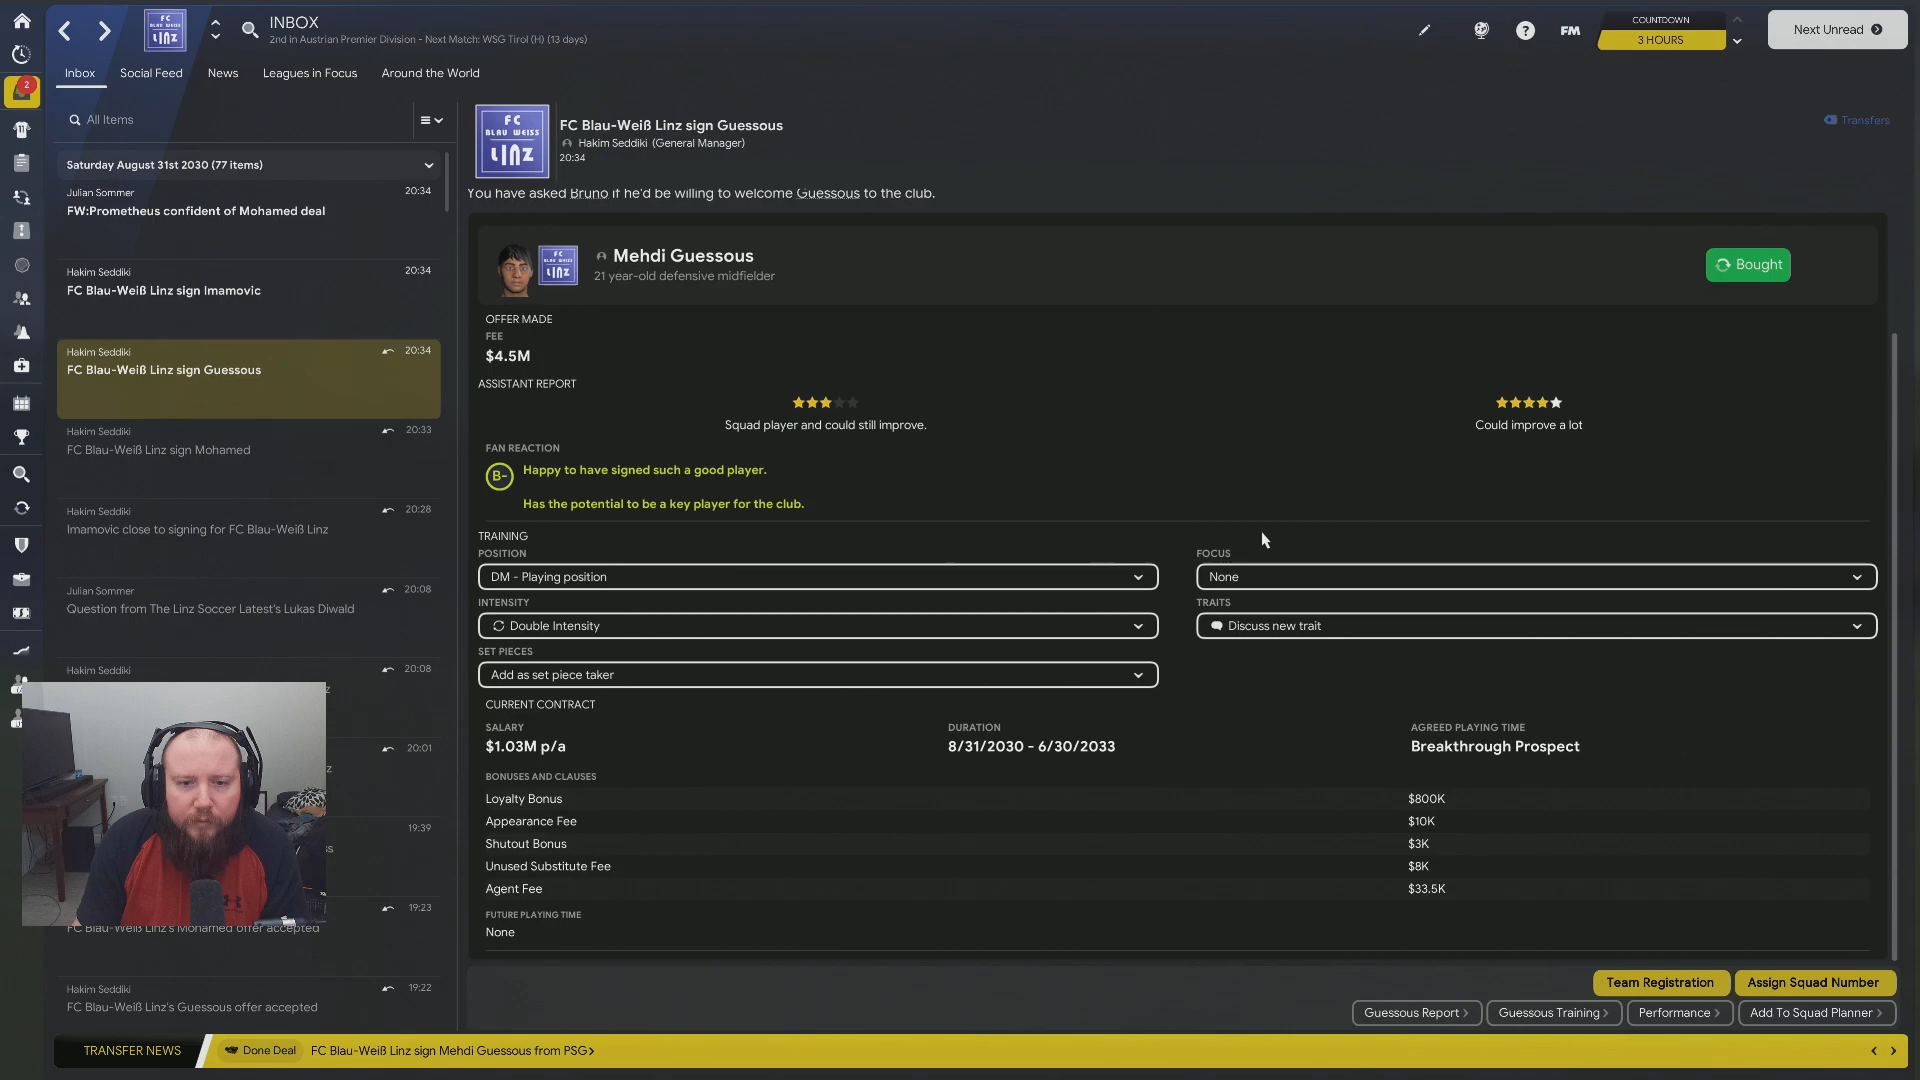 INBOX
2nd in Austrian Premier Division - Next Match: WSG Tirol (H) (13 days)
FC
BLAU WEISS
LINZ
FM
COUNTDOWN
3 HOURS
Next Unread
2
Inbox
Social Feed
News
Leagues in Focus
Around the World
All Items
Saturday August 31st 2030 (77 items)
Julian Sommer
20:34
FW:Prometheus confident of Mohamed deal
Hakim Seddiki
20:34
FC Blau-Weiß Linz sign Imamovic
Hakim Seddiki
20:34
FC Blau-Weiß Linz sign Guessous
Hakim Seddiki
20:33
FC Blau-Weiß Linz sign Mohamed
Hakim Seddiki
20:28
Imamovic close to signing for FC Blau-Weiß Linz
Julian Sommer
20:08
Question from The Linz Soccer Latest's Lukas Diwald
Hakim Seddiki
20:08
20:01
19:39
19:23
FC Blau-Weiß Linz's Mohamed offer accepted
Hakim Seddiki
19:22
FC Blau-Weiß Linz's Guessous offer accepted
FC
BLAU WEISS
LINZ
FC Blau-Weiß Linz sign Guessous
Hakim Seddiki (General Manager)
20:34
Transfers
You have asked Bruno if he'd be willing to welcome Guessous to the club.
FC
BLAU WEISS
LINZ
Mehdi Guessous
21 year-old defensive midfielder
Bought
OFFER MADE
FEE
$4.5M
ASSISTANT REPORT
Squad player and could still improve.
Could improve a lot
FAN REACTION
B-
Happy to have signed such a good player.
Has the potential to be a key player for the club.
TRAINING
POSITION
DM - Playing position
FOCUS
None
INTENSITY
Double Intensity
TRAITS
Discuss new trait
SET PIECES
Add as set piece taker
CURRENT CONTRACT
SALARY
$1.03M p/a
DURATION
8/31/2030 - 6/30/2033
AGREED PLAYING TIME
Breakthrough Prospect
BONUSES AND CLAUSES
Loyalty Bonus
$800K
Appearance Fee
$10K
Shutout Bonus
$3K
Unused Substitute Fee
$8K
Agent Fee
$33.5K
FUTURE PLAYING TIME
None
Team Registration
Assign Squad Number
Guessous Report
Guessous Training
Performance
Add To Squad Planner
TRANSFER NEWS
Done Deal
FC Blau-Weiß Linz sign Mehdi Guessous from PSG